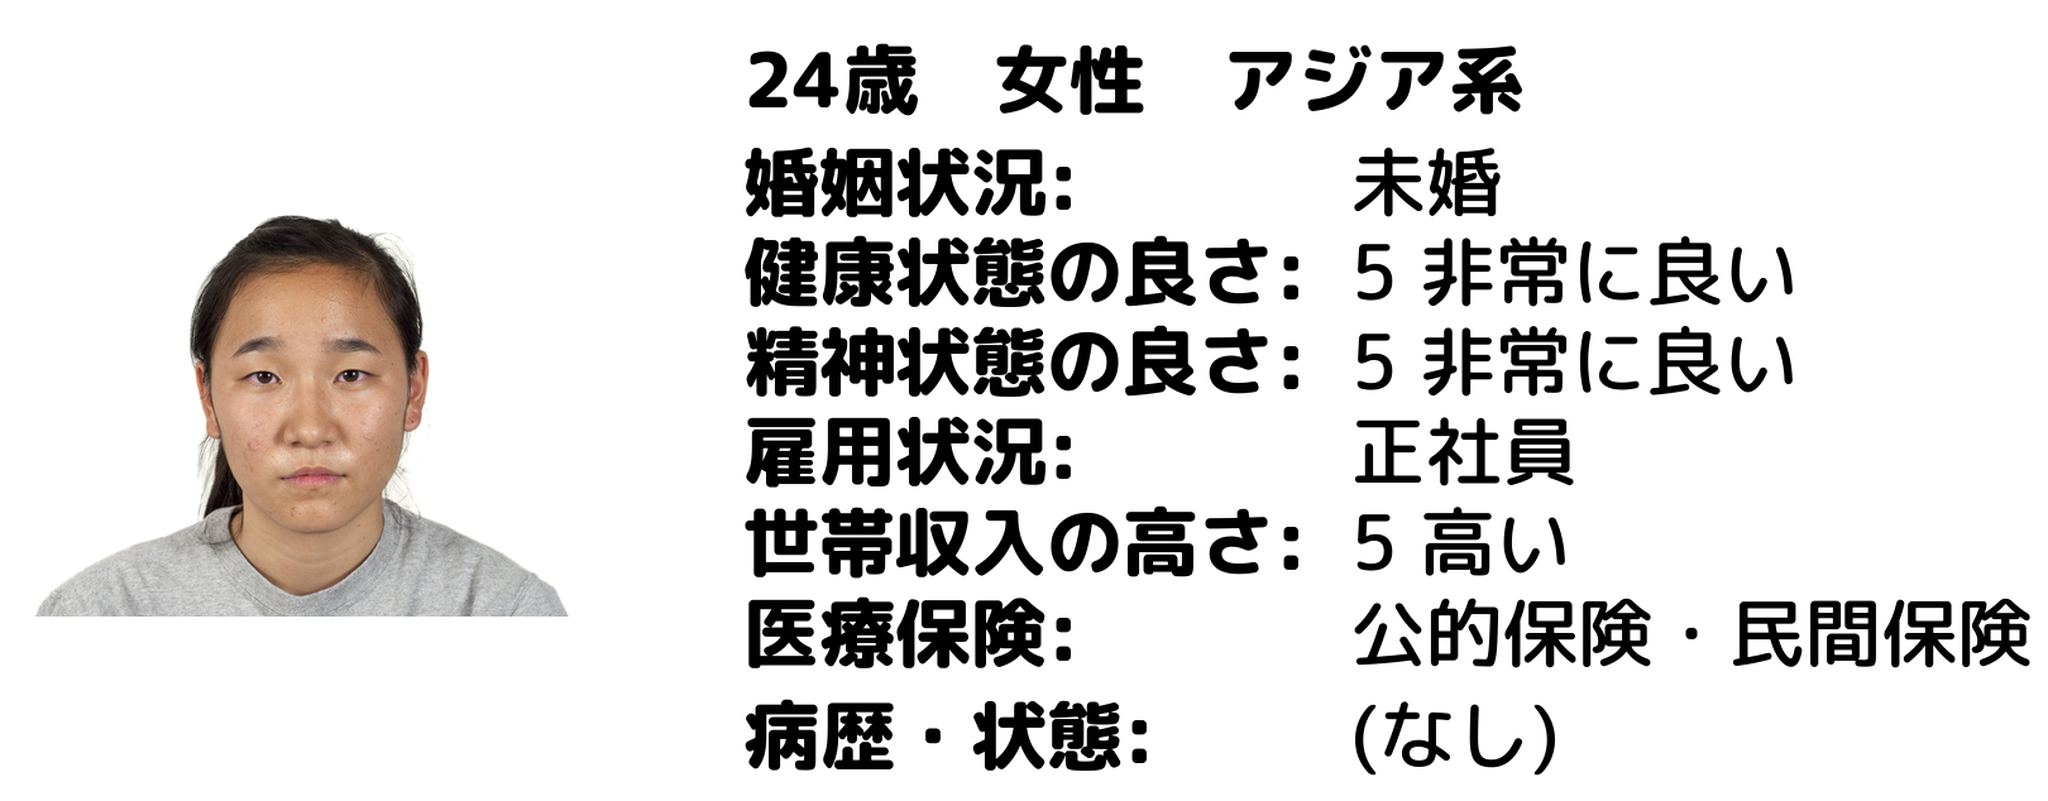 24歳　女性　アジア系
婚姻状況: 未婚
健康状態の良さ: 5 非常に良い
精神状態の良さ: 5 非常に良い
雇用状況: 正社員
世帯収入の高さ: 5 高い
医療保険: 公的保険・民間保険
病歴・状態: (なし)